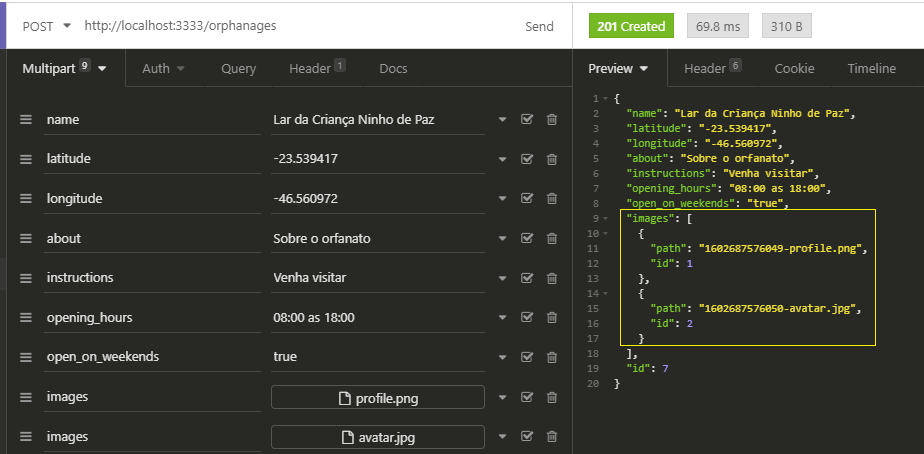 POST http://localhost:3333/orphanages Send
201 Created 69.8 ms 310 B
Multipart 9 Auth Query Header 1 Docs
Preview Header 6 Cookie Timeline
name Lar da Criança Ninho de Paz
latitude -23.539417
longitude -46.560972
about Sobre o orfanato
instructions Venha visitar
opening_hours 08:00 as 18:00
open_on_weekends true
images profile.png
images avatar.jpg
1 {
2 "name": "Lar da Criança Ninho de Paz",
3 "latitude": "-23.539417",
4 "longitude": "-46.560972",
5 "about": "Sobre o orfanato",
6 "instructions": "Venha visitar",
7 "opening_hours": "08:00 as 18:00",
8 "open_on_weekends": "true",
9 "images": [
10 {
11 "path": "1602687576049-profile.png",
12 "id": 1
13 },
14 {
15 "path": "1602687576050-avatar.jpg",
16 "id": 2
17 }
18 ],
19 "id": 7
20 }